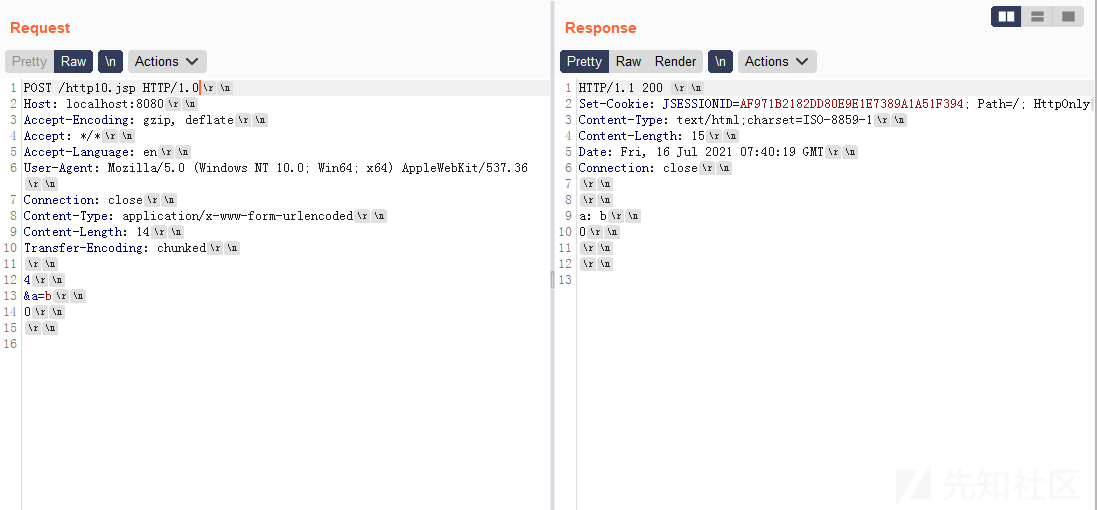 Request
Pretty Raw \n Actions
1 POST /http10.jsp HTTP/1.0 \r \n
2 Host: localhost:8080 \r \n
3 Accept-Encoding: gzip, deflate \r \n
4 Accept: */* \r \n
5 Accept-Language: en \r \n
6 User-Agent: Mozilla/5.0 (Windows NT 10.0; Win64; x64) AppleWebKit/537.36
\r \n
7 Connection: close \r \n
8 Content-Type: application/x-www-form-urlencoded \r \n
9 Content-Length: 14 \r \n
10 Transfer-Encoding: chunked \r \n
11 \r \n
12 4 \r \n
13 &a=b \r \n
14 0 \r \n
15 \r \n
16
Response
Pretty Raw Render \n Actions
1 HTTP/1.1 200 \r \n
2 Set-Cookie: JSESSIONID=AF971B2182DD80E9E1E7389A1A51F394; Path=/; HttpOnly
3 Content-Type: text/html;charset=ISO-8859-1 \r \n
4 Content-Length: 15 \r \n
5 Date: Fri, 16 Jul 2021 07:40:19 GMT \r \n
6 Connection: close \r \n
7 \r \n
8 \r \n
9 a: b \r \n
10 0 \r \n
11 \r \n
12 \r \n
13
先知社区